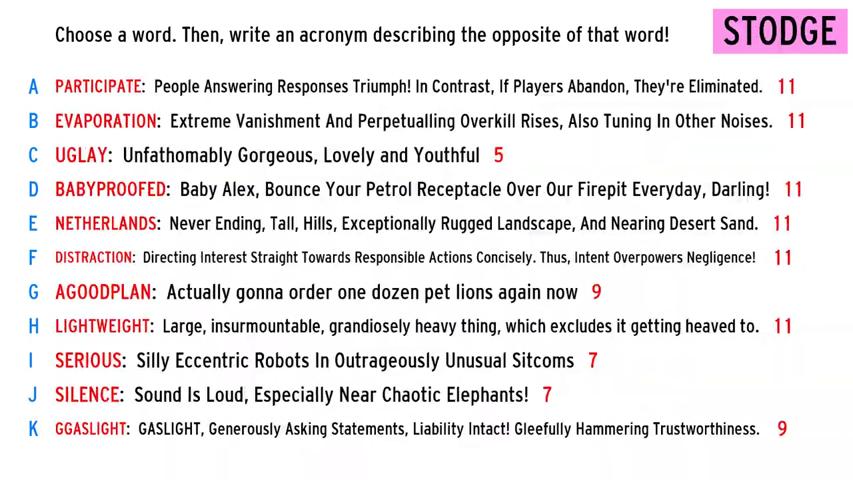 Choose a word. Then, write an acronym describing the opposite of that word!
STODGE
A PARTICIPATE: People Answering Responses Triumph! In Contrast, If Players Abandon, They're Eliminated. 11
B EVAPORATION: Extreme Vanishment And Perpetualling Overkill Rises, Also Tuning In Other Noises. 11
C UGLAY: Unfathomably Gorgeous, Lovely and Youthful 5
D BABYPROOFED: Baby Alex, Bounce Your Petrol Receptacle Over Our Firepit Everyday, Darling! 11
E NETHERLANDS: Never Ending, Tall, Hills, Exceptionally Rugged Landscape, And Nearing Desert Sand. 11
F DISTRACTION: Directing Interest Straight Towards Responsible Actions Concisely. Thus, Intent Overpowers Negligence! 11
G AGOODPLAN: Actually gonna order one dozen pet lions again now 9
H LIGHTWEIGHT: Large, insurmountable, grandiosely heavy thing, which excludes it getting heaved to. 11
I SERIOUS: Silly Eccentric Robots In Outrageously Unusual Sitcoms 7
J SILENCE: Sound Is Loud, Especially Near Chaotic Elephants! 7
K GGASLIGHT: GASLIGHT, Generously Asking Statements, Liability Intact! Gleefully Hammering Trustworthiness. 9